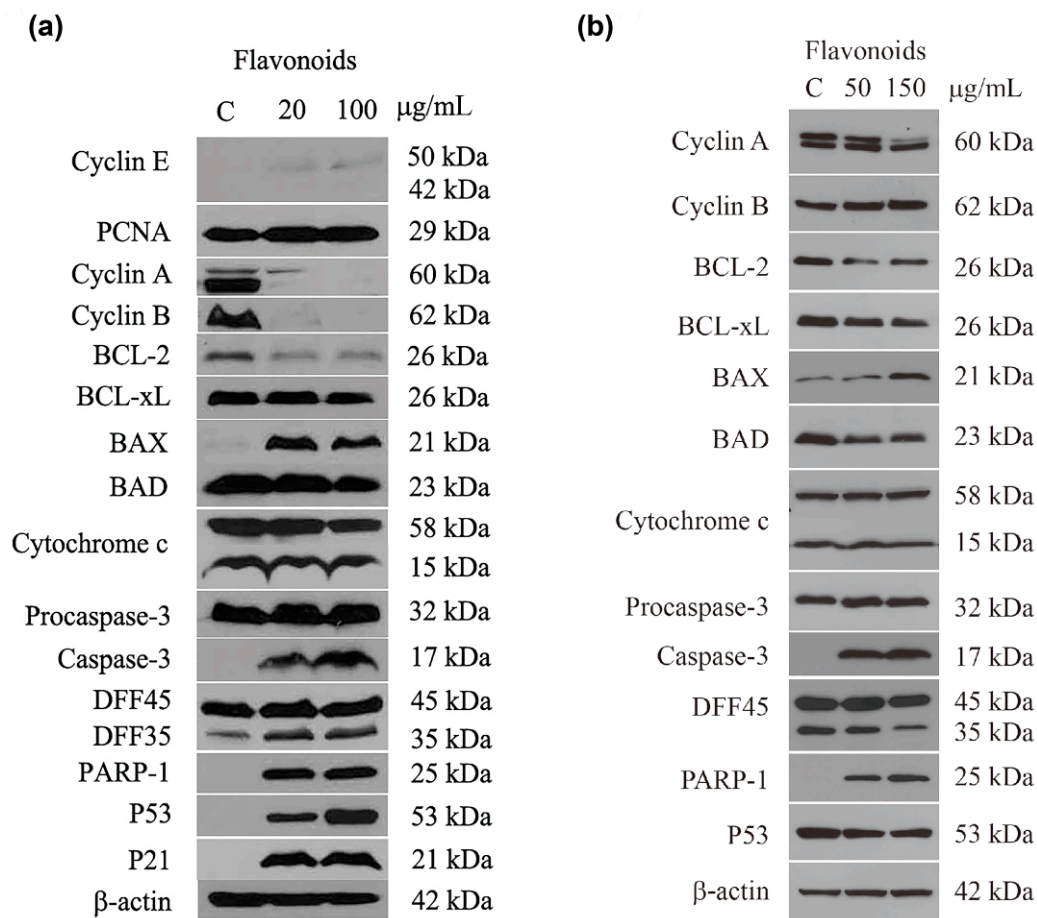 (a)
Flavonoids
C 20 100 μg/mL
Cyclin E 50 kDa
42 kDa
PCNA 29 kDa
Cyclin A 60 kDa
Cyclin B 62 kDa
BCL-2 26 kDa
BCL-xL 26 kDa
BAX 21 kDa
BAD 23 kDa
58 kDa
Cytochrome c
15 kDa
Procaspase-3 32 kDa
Caspase-3 17 kDa
DFF45 45 kDa
DFF35 35 kDa
PARP-1 25 kDa
P53 53 kDa
P21 21 kDa
β-actin 42 kDa
(b)
Flavonoids
C 50 150 μg/mL
Cyclin A 60 kDa
Cyclin B 62 kDa
BCL-2 26 kDa
BCL-xL 26 kDa
BAX 21 kDa
BAD 23 kDa
58 kDa
Cytochrome c
15 kDa
Procaspase-3 32 kDa
Caspase-3 17 kDa
DFF45 45 kDa
35 kDa
PARP-1 25 kDa
P53 53 kDa
β-actin 42 kDa